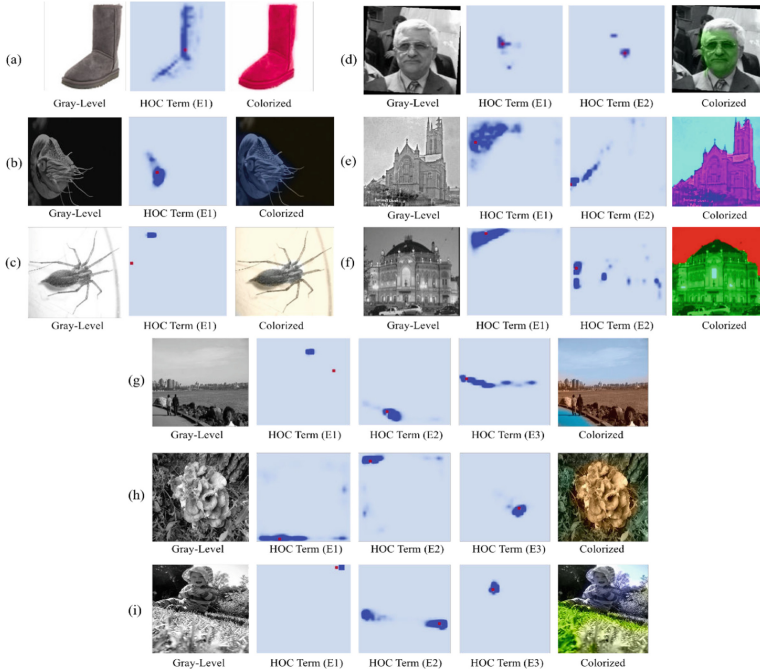 (a)
Gray-Level HOC Term (E1) Colorized
(b)
Gray-Level HOC Term (E1) Colorized
(c)
Gray-Level HOC Term (E1) Colorized
(d)
Gray-Level HOC Term (E1) HOC Term (E2) Colorized
(e)
Gray-Level HOC Term (E1) HOC Term (E2) Colorized
(f)
Gray-Level HOC Term (E1) HOC Term (E2) Colorized
(g)
Gray-Level HOC Term (E1) HOC Term (E2) HOC Term (E3) Colorized
(h)
Gray-Level HOC Term (E1) HOC Term (E2) HOC Term (E3) Colorized
(i)
Gray-Level HOC Term (E1) HOC Term (E2) HOC Term (E3) Colorized